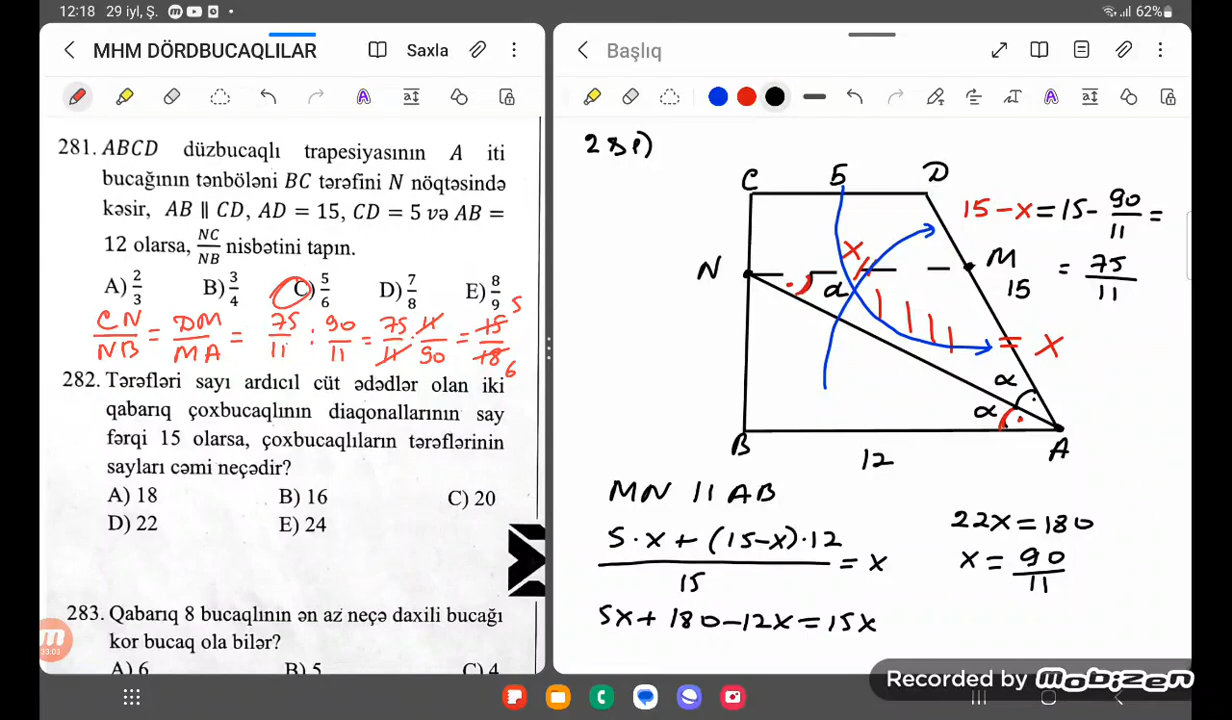 12:18 29 iyl, Ş. 62%
MHM DÖRDBUCAQLILAR Saxla
Başlıq
281. ABCD düzbucaqlı trapesiyasının A iti
bucağının tənböləni BC tərəfini N nöqtəsində
kəsir, AB ∥ CD, AD = 15, CD = 5 və AB =
12 olarsa, NC/NB nisbətini tapın.
A) 2/3 B) 3/4 C) 5/6 D) 7/8 E) 8/9
CN/NB = DM/MA = 75/11 : 90/11 = 75/11 · 11/90 = 15/18 5 6
282. Tərəfləri sayı ardıcıl cüt ədədlər olan iki
qabarıq çoxbucaqlının diaqonallarının say
fərqi 15 olarsa, çoxbucaqlıların tərəflərinin
sayları cəmi neçədir?
A) 18 B) 16 C) 20
D) 22 E) 24
283. Qabarıq 8 bucaqlının ən az neçə daxili bucağı
kor bucaq ola bilər?
A) 6 B) 5 C) 4
33:03
281)
C 5 D
15-x = 15- 90/11 =
= 75/11
N x M
α 15
= x
α
α
B 12 A
MN || AB
5·x + (15-x)·12 / 15 = x
5x + 180 - 12x = 15x
22x = 180
x = 90/11
Recorded by mobizen